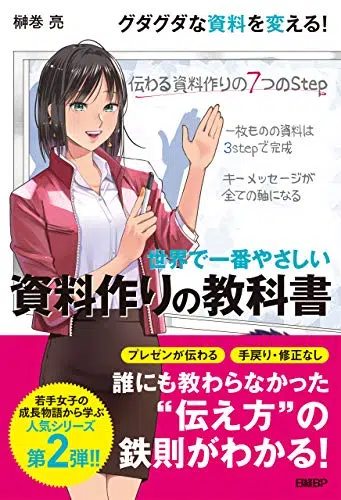 榊巻 亮
グダグダな資料を変える!
伝わる資料作りの7つのStep
一枚ものの資料は
3stepで完成
キーメッセージが
全ての軸になる
世界で一番やさしい
資料作りの教科書
プレゼンが伝わる
手戻り・修正なし
若手女子の
成長物語から学ぶ
人気シリーズ
第2弾!!
誰にも教わらなかった
“伝え方”の
鉄則がわかる!
日経BP